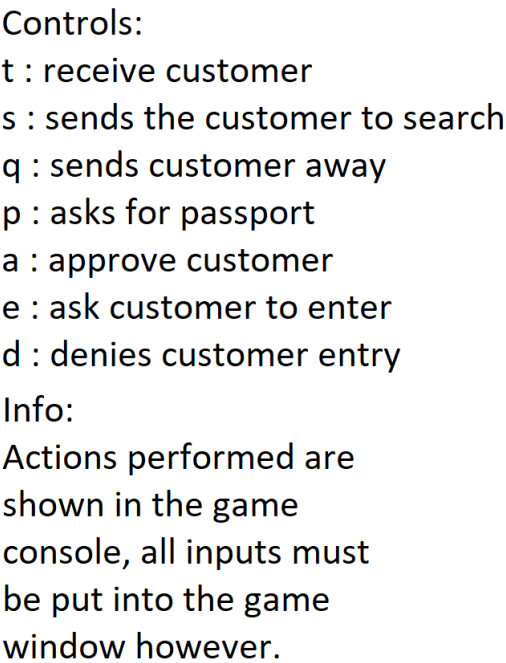 Controls:
t : receive customer
s : sends the customer to search
q : sends customer away
p : asks for passport
a : approve customer
e : ask customer to enter
d : denies customer entry
Info:
Actions performed are
shown in the game
console, all inputs must
be put into the game
window however.